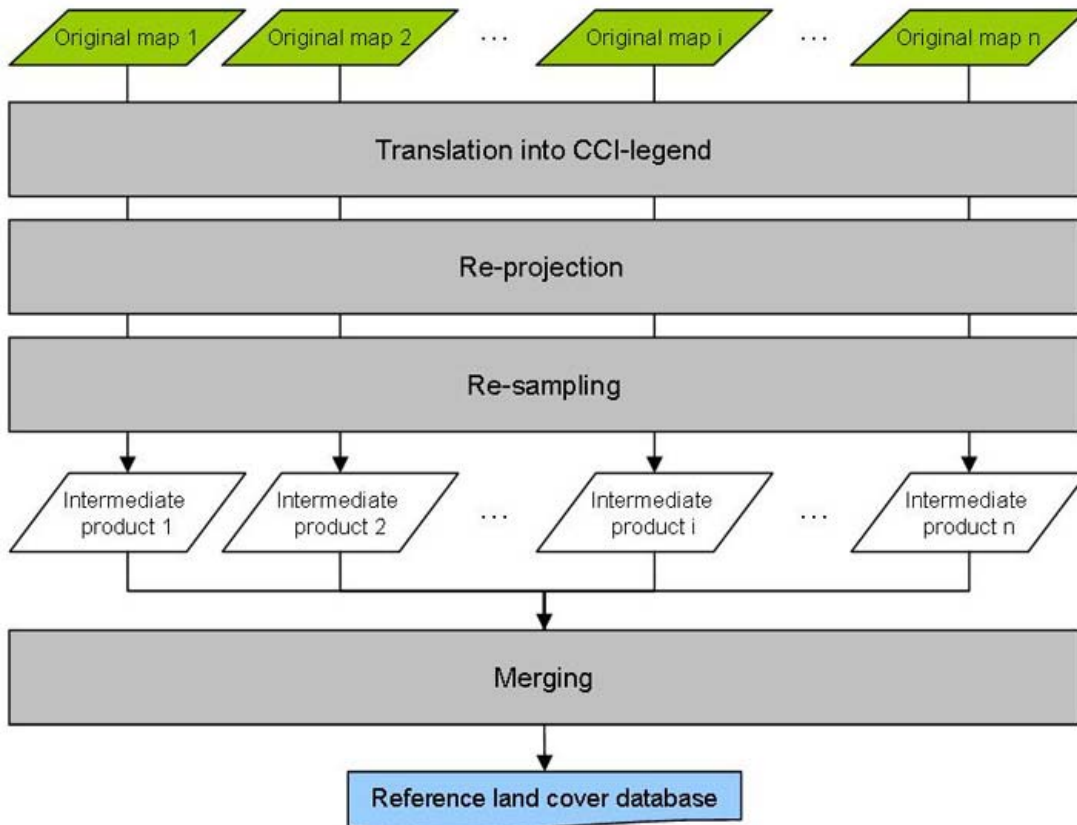 Original map 1
Original map 2
...
Original map i
...
Original map n
Translation into CCI-legend
Re-projection
Re-sampling
Intermediate
product 1
Intermediate
product 2
...
Intermediate
product i
...
Intermediate
product n
Merging
Reference land cover database